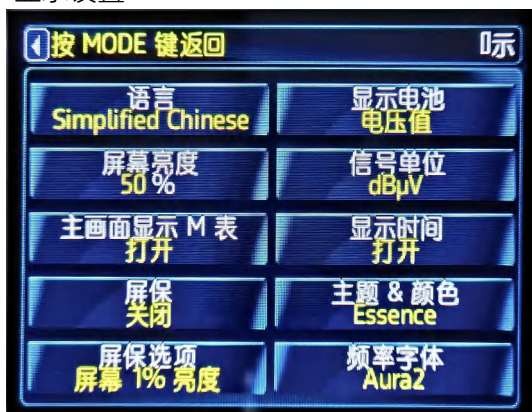 按 MODE 键返回
示
语言
Simplified Chinese
显示电池
电压值
屏幕亮度
50 %
信号单位
dBµV
主画面显示 M 表
打开
显示时间
打开
屏保
关闭
主题 & 颜色
Essence
屏保选项
屏幕 1% 亮度
频率字体
Aura2